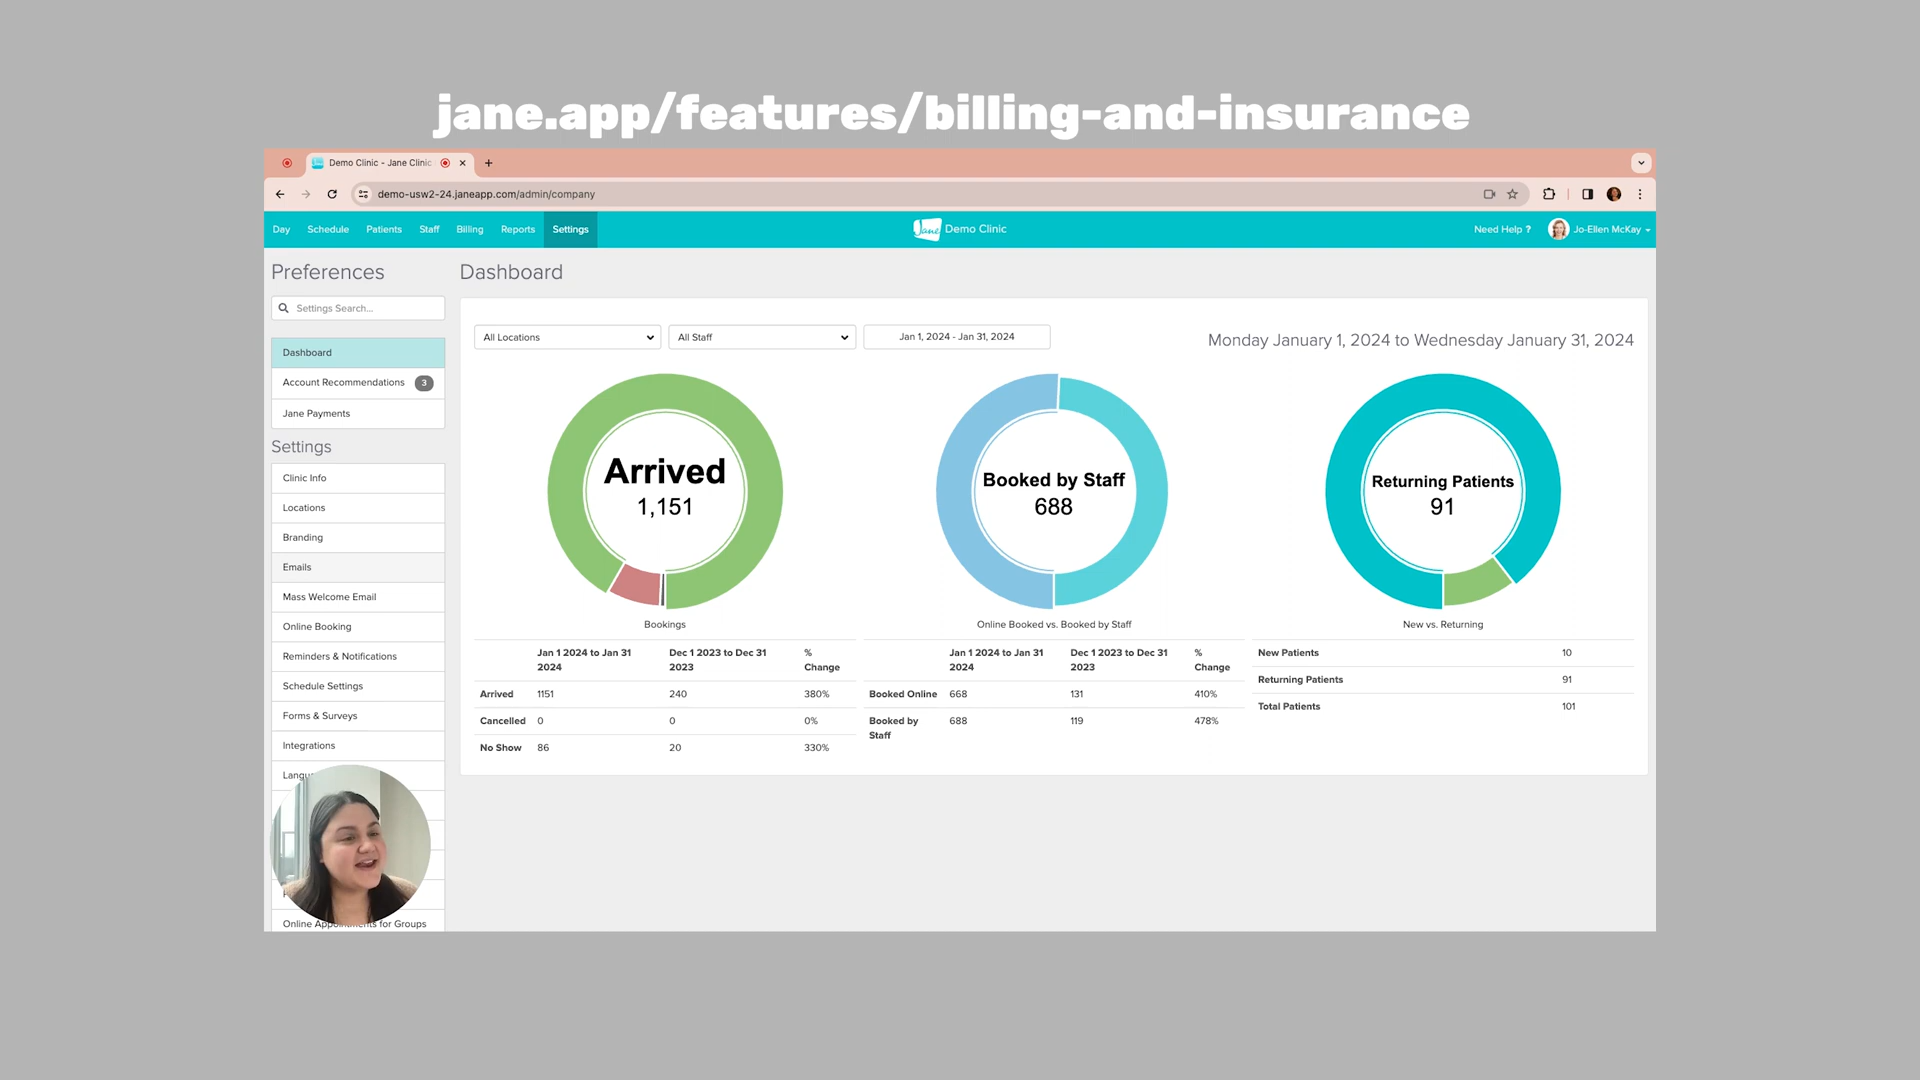 jane.app/features/billing-and-insurance
Demo Clinic - Jane Clinic
demo-usw2-24.janeapp.com/admin/company
Day Schedule Patients Staff Billing Reports Settings
Jane Demo Clinic
Need Help ? Jo-Ellen McKay
Preferences
Settings Search...
Dashboard
Account Recommendations 3
Jane Payments
Settings
Clinic Info
Locations
Branding
Emails
Mass Welcome Email
Online Booking
Reminders & Notifications
Schedule Settings
Forms & Surveys
Integrations
Langu
Online Appointments for Groups
Dashboard
All Locations All Staff Jan 1, 2024 - Jan 31, 2024
Monday January 1, 2024 to Wednesday January 31, 2024
Arrived
1,151
Bookings
Jan 1 2024 to Jan 31 2024 Dec 1 2023 to Dec 31 2023 % Change
Arrived 1151 240 380%
Cancelled 0 0 0%
No Show 86 20 330%
Booked by Staff
688
Online Booked vs. Booked by Staff
Jan 1 2024 to Jan 31 2024 Dec 1 2023 to Dec 31 2023 % Change
Booked Online 668 131 410%
Booked by Staff 688 119 478%
Returning Patients
91
New vs. Returning
New Patients 10
Returning Patients 91
Total Patients 101